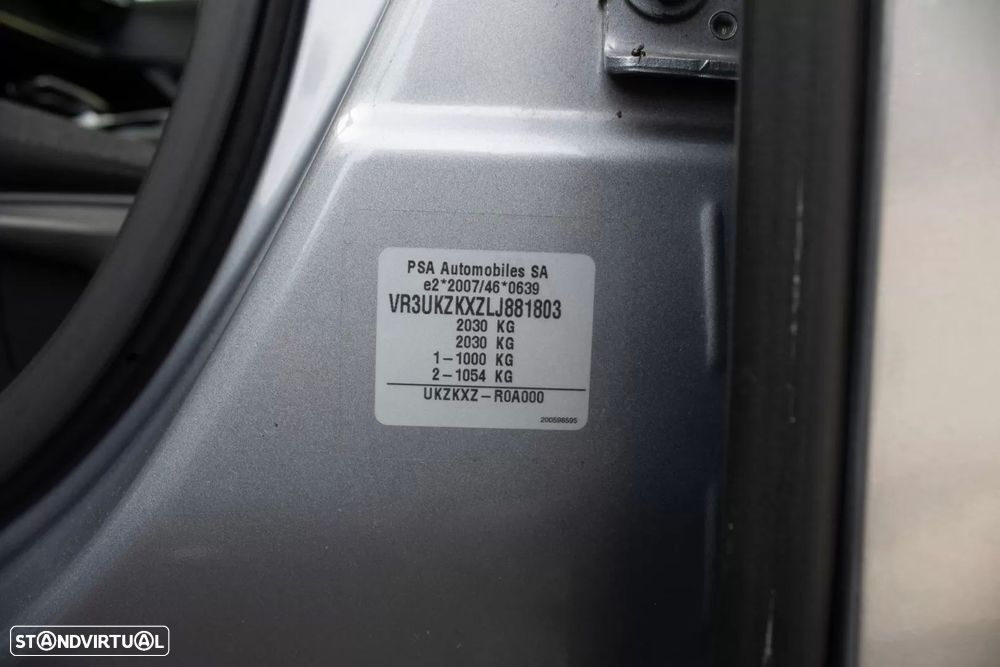 PSA Automobiles SA
e2*2007/46*0639
VR3UKZKXZLJ881803
2030 KG
2030 KG
1-1000 KG
2-1054 KG
UKZKXZ-R0A000
200598595
STANDVIRTUAL